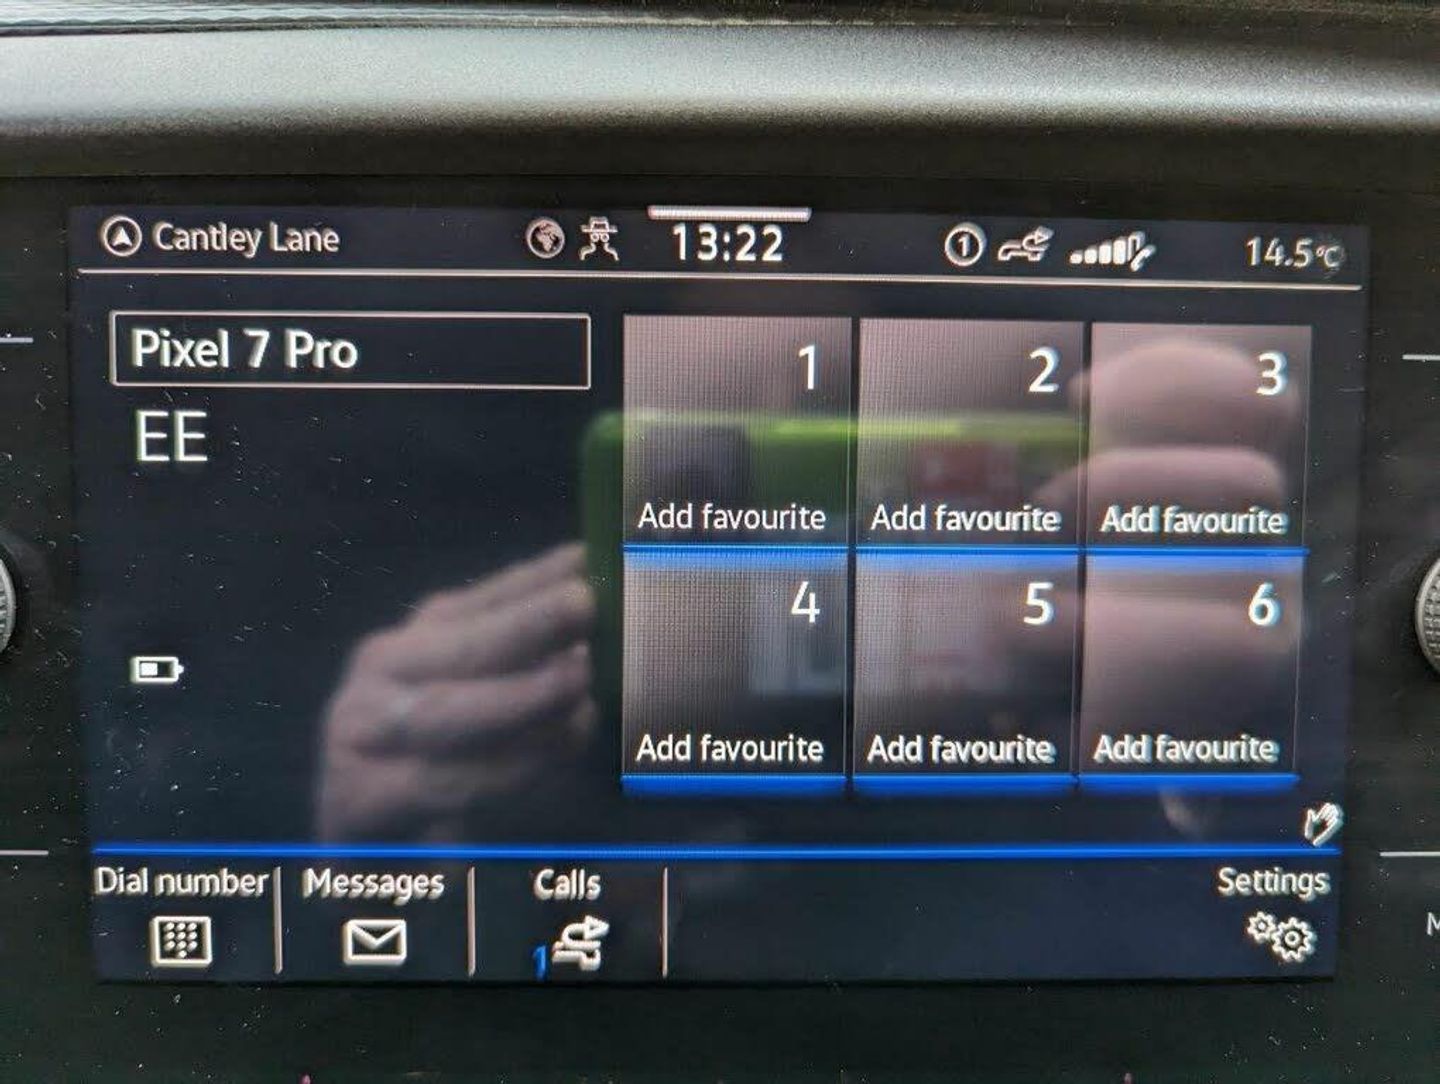 Cantley Lane 13:22 1 14.5°C
Pixel 7 Pro
EE
1 2 3
Add favourite Add favourite Add favourite
4 5 6
Add favourite Add favourite Add favourite
Dial number Messages Calls Settings
1
M